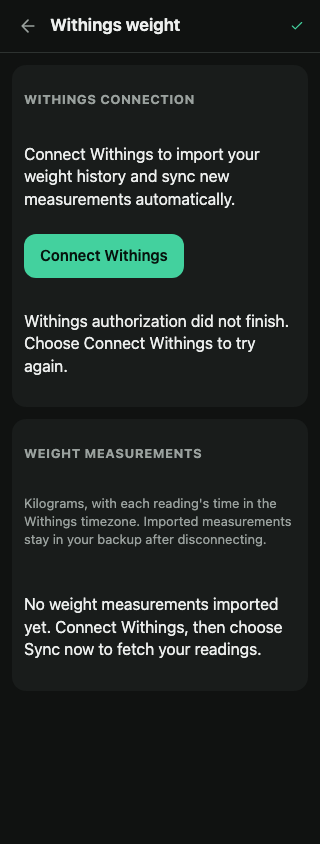 Withings weight
WITHINGS CONNECTION
Connect Withings to import your
weight history and sync new
measurements automatically.
Connect Withings
Withings authorization did not finish.
Choose Connect Withings to try
again.
WEIGHT MEASUREMENTS
Kilograms, with each reading's time in the
Withings timezone. Imported measurements
stay in your backup after disconnecting.
No weight measurements imported
yet. Connect Withings, then choose
Sync now to fetch your readings.